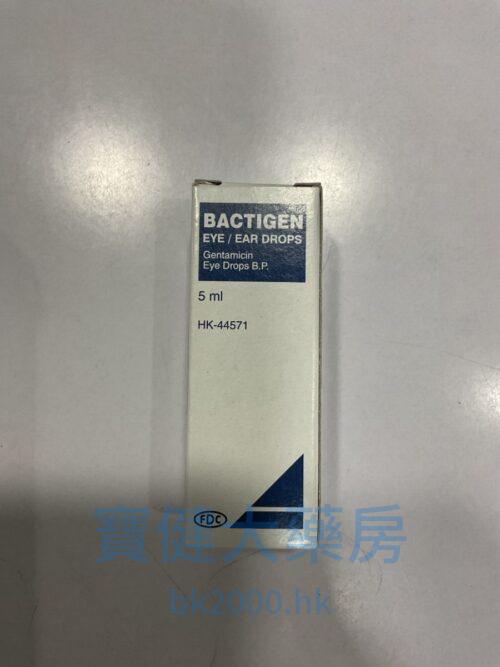 BACTIGEN
EYE / EAR DROPS
Gentamicin
Eye Drops B.P.
5 ml
HK-44571
FDC
寶健大藥房
bk2000.hk